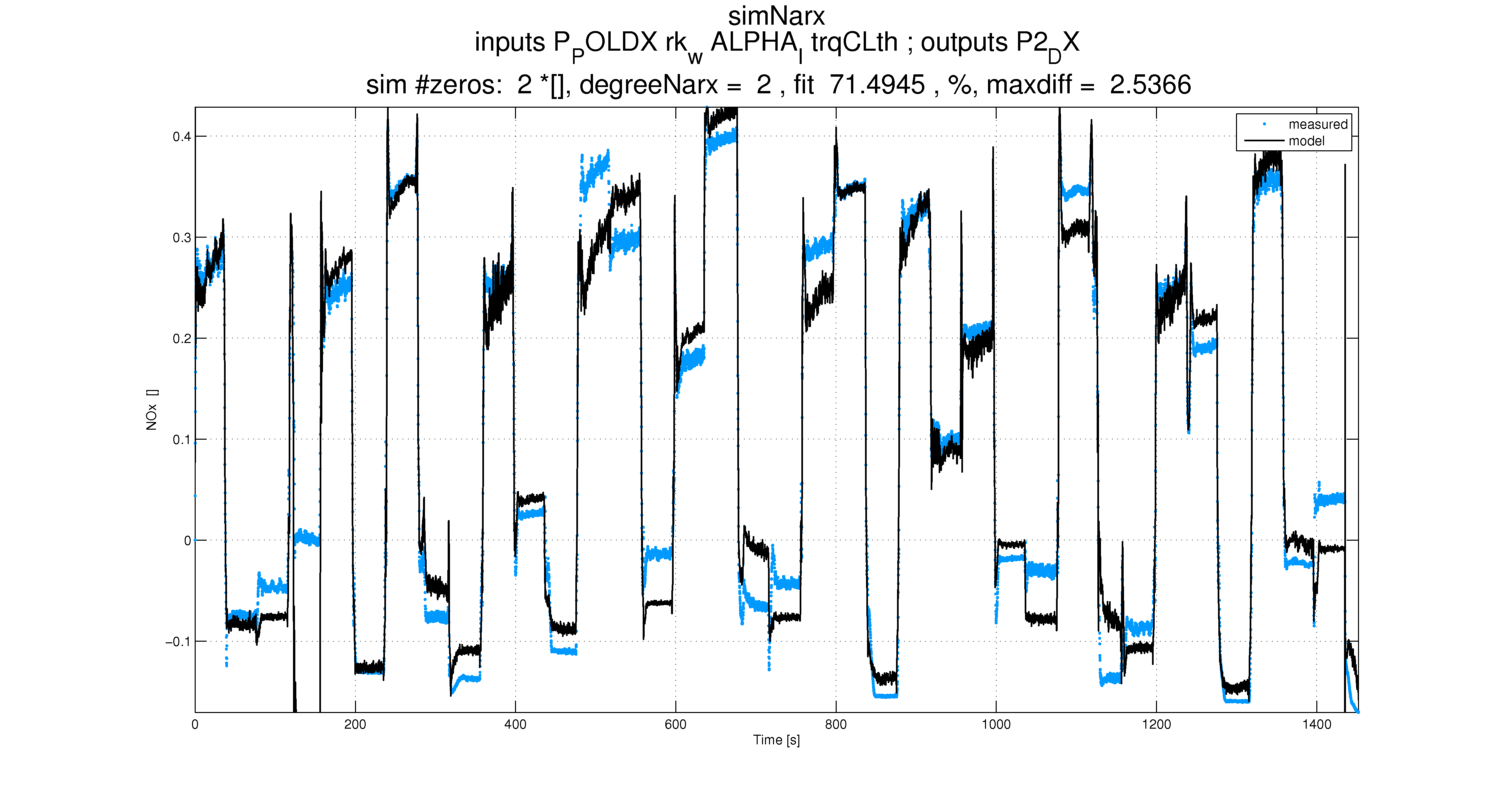 simNarx
inputs P_POLDX rk_w ALPHA_I trqCLth ; outputs P2_DX
sim #zeros: 2 *[], degreeNarx = 2 , fit 71.4945 , %, maxdiff = 2.5366
measured
model
0.4
0.3
0.2
0.1
0
−0.1
NOx []
0 200 400 600 800 1000 1200 1400
Time [s]